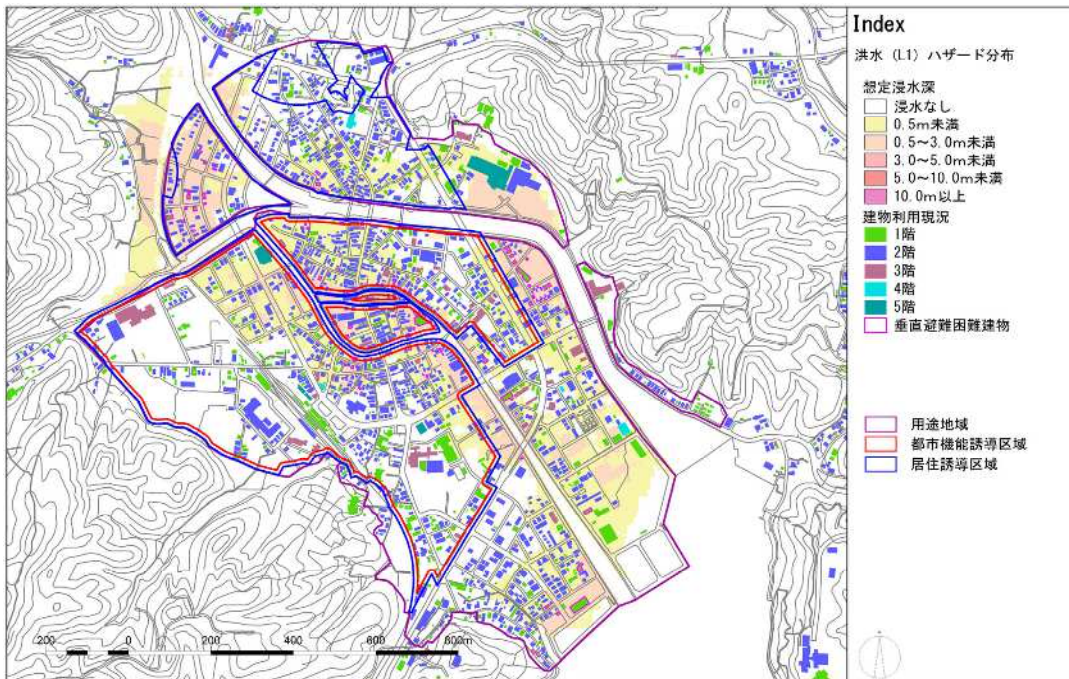 Index
洪水（L1）ハザード分布
想定浸水深
浸水なし
0.5m未満
0.5～3.0m未満
3.0～5.0m未満
5.0～10.0m未満
10.0m以上
建物利用現況
1階
2階
3階
4階
5階
垂直避難困難建物
用途地域
都市機能誘導区域
居住誘導区域
200 0 200 400 600 800m